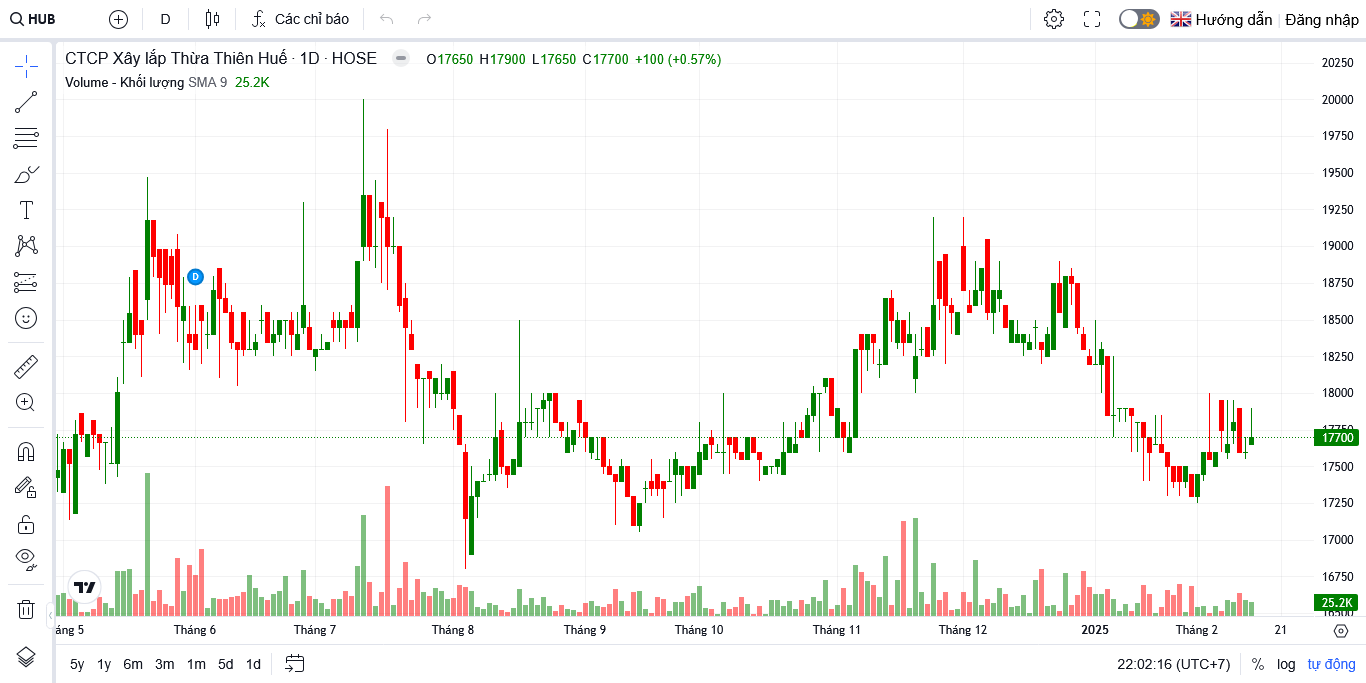 HUB D Các chỉ báo Hướng dẫn Đăng nhập
CTCP Xây lắp Thừa Thiên Huế · 1D · HOSE O17650 H17900 L17650 C17700 +100 (+0.57%)
Volume - Khối lượng SMA 9 25.2K
D
20250
20000
19750
19500
19250
19000
18750
18500
18250
18000
17750
17700
17500
17250
17000
16750
25.2K
16500
áng 5 Tháng 6 Tháng 7 Tháng 8 Tháng 9 Tháng 10 Tháng 11 Tháng 12 2025 Tháng 2 21
5y 1y 6m 3m 1m 5d 1d 22:02:16 (UTC+7) % log tự động